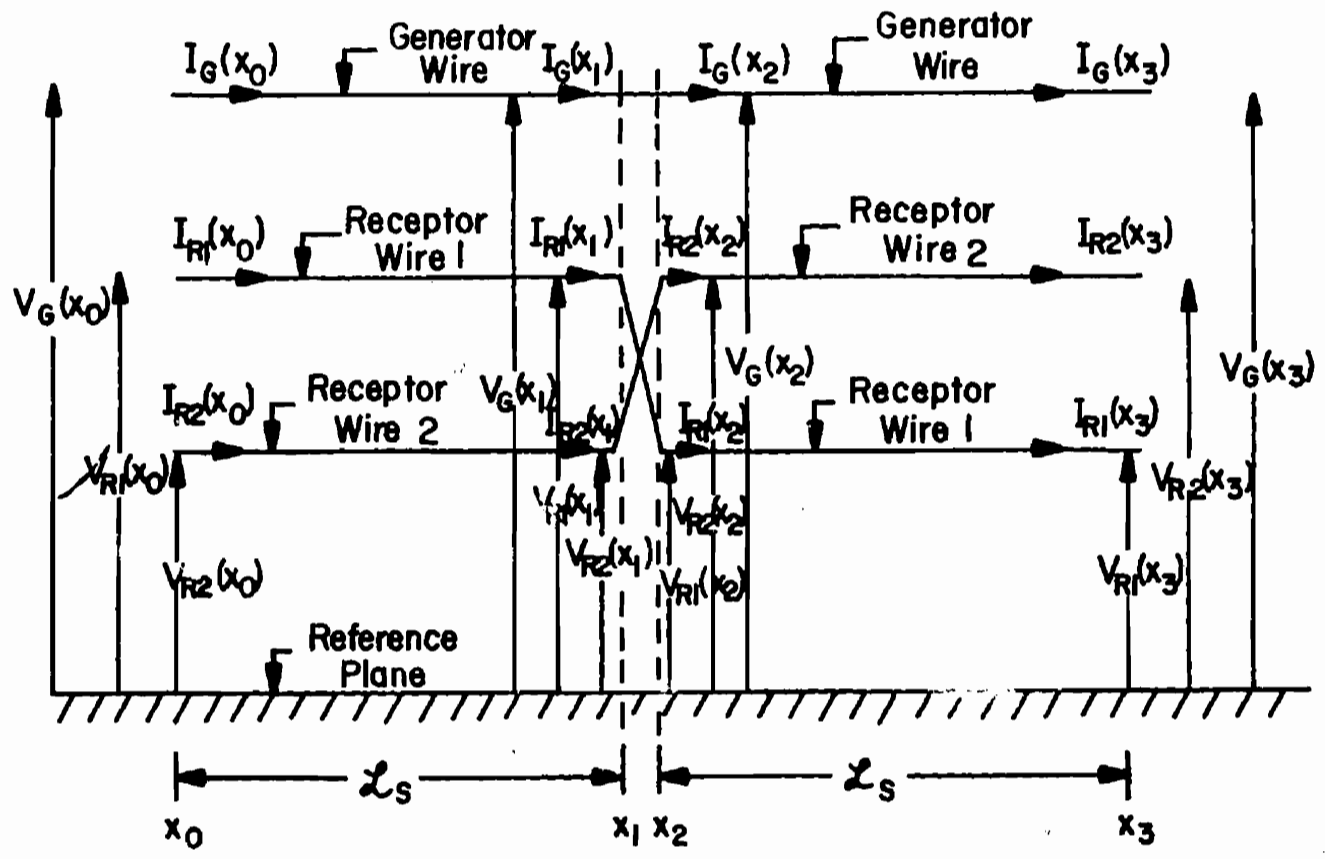 I_G(x_0)
Generator
Wire
I_G(x_1)
I_G(x_2)
Generator
Wire
I_G(x_3)
I_R1(x_0)
Receptor
Wire 1
I_R1(x_1)
I_R2(x_2)
Receptor
Wire 2
I_R2(x_3)
V_G(x_0)
V_G(x_1)
V_G(x_2)
V_G(x_3)
I_R2(x_0)
Receptor
Wire 2
I_R2(x_1)
I_R1(x_2)
Receptor
Wire 1
I_R1(x_3)
V_R1(x_0)
V_R2(x_2)
V_R2(x_3)
V_R2(x_0)
V_R2(x_1)
V_R1(x_2)
V_R1(x_3)
Reference
Plane
ℒ_S
ℒ_S
x_0
x_1
x_2
x_3